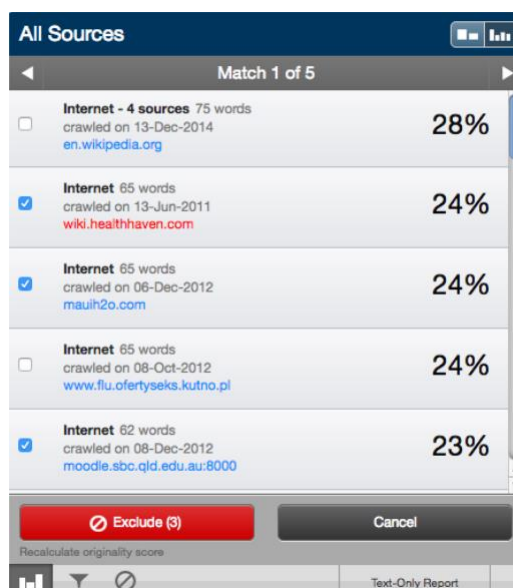 All Sources
Match 1 of 5
Internet - 4 sources 75 words
crawled on 13-Dec-2014
en.wikipedia.org
28%
Internet 65 words
crawled on 13-Jun-2011
wiki.healthhaven.com
24%
Internet 65 words
crawled on 06-Dec-2012
mauih2o.com
24%
Internet 65 words
crawled on 08-Oct-2012
www.flu.ofertyseks.kutno.pl
24%
Internet 62 words
crawled on 08-Dec-2012
moodle.sbc.qld.edu.au:8000
23%
Exclude (3)
Cancel
Recalculate originality score
Text-Only Report